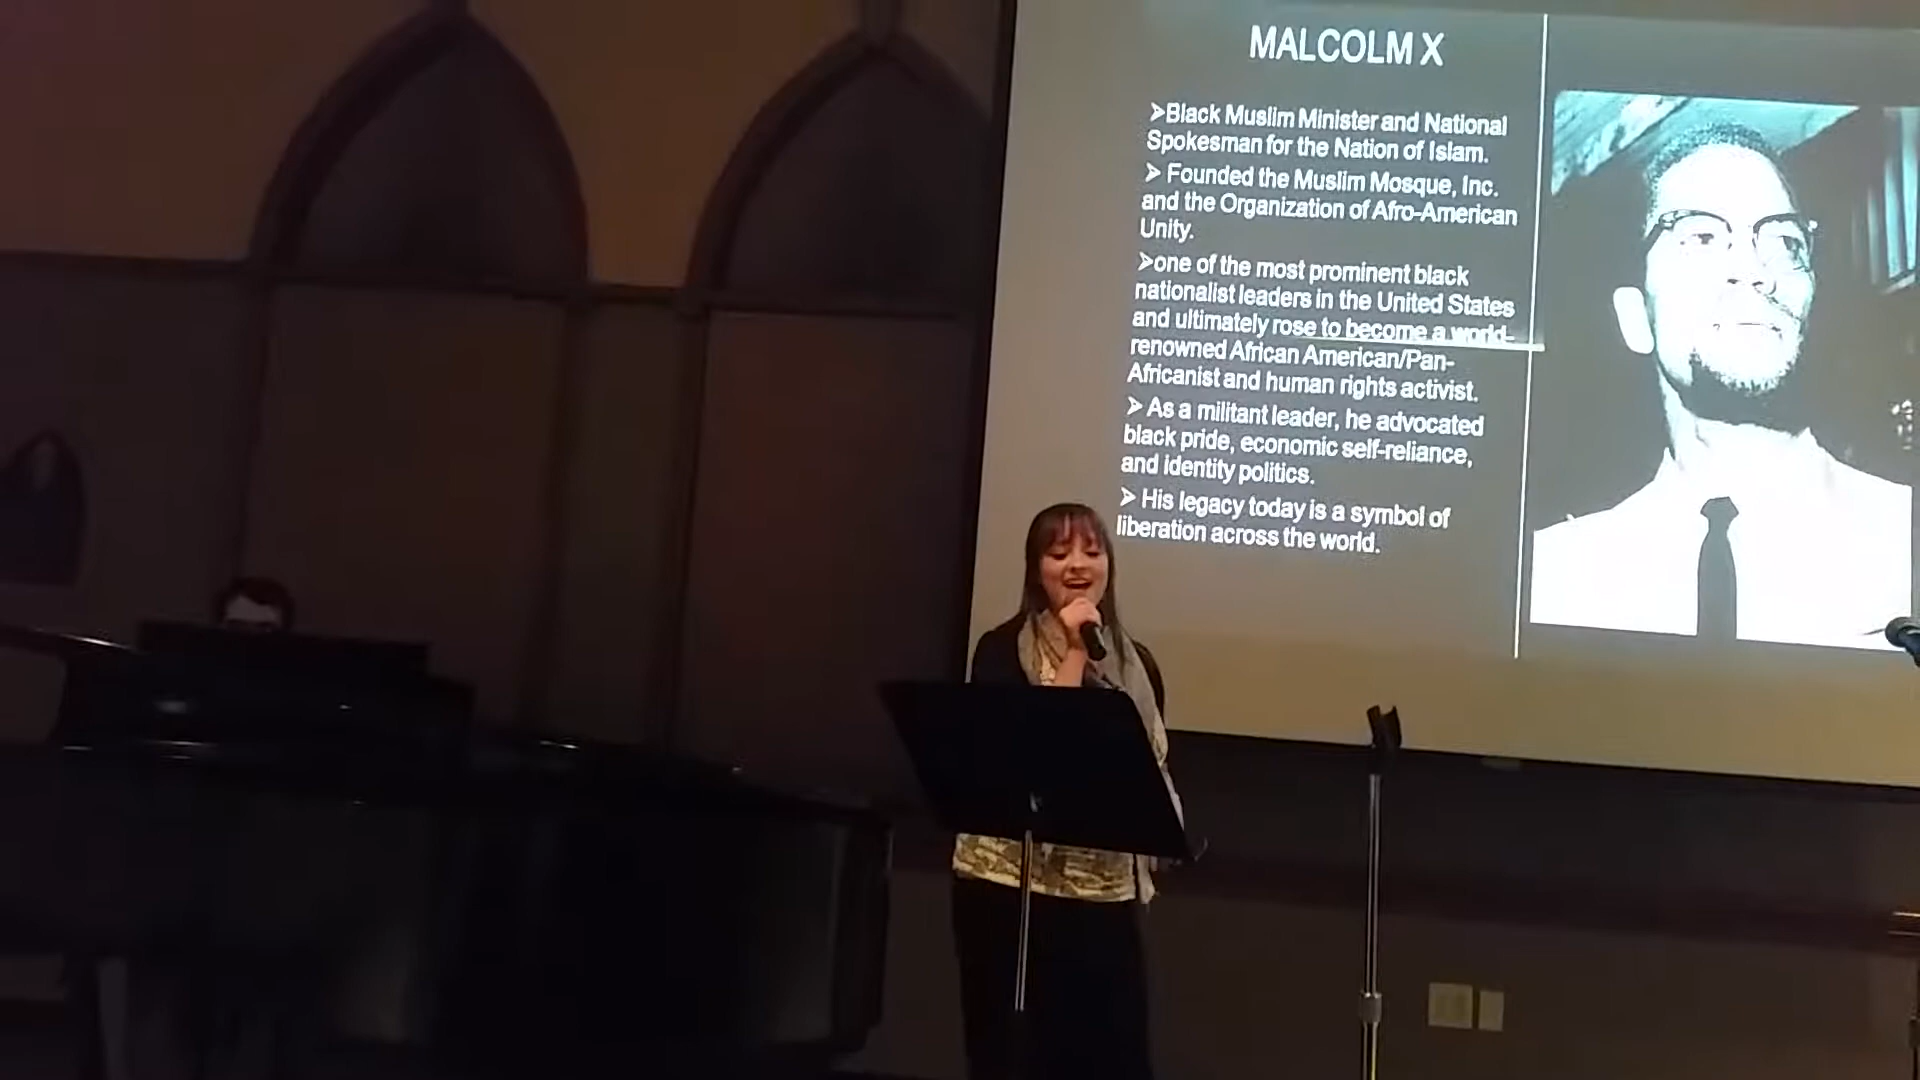 MALCOLM X
➢Black Muslim Minister and National
Spokesman for the Nation of Islam.
➢ Founded the Muslim Mosque, Inc.
and the Organization of Afro-American
Unity.
➢one of the most prominent black
nationalist leaders in the United States
and ultimately rose to become a world-
renowned African American/Pan-
Africanist and human rights activist.
➢ As a militant leader, he advocated
black pride, economic self-reliance,
and identity politics.
➢ His legacy today is a symbol of
liberation across the world.